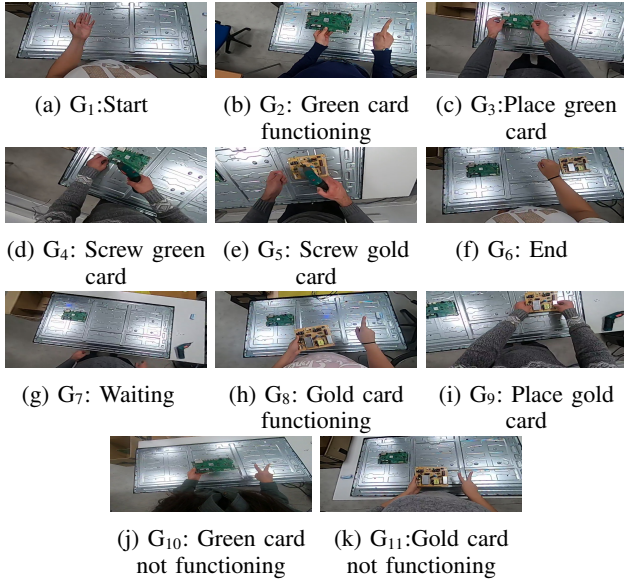 (a) G₁:Start
(b) G₂: Green card
functioning
(c) G₃:Place green
card
(d) G₄: Screw green
card
(e) G₅: Screw gold
card
(f) G₆: End
(g) G₇: Waiting
(h) G₈: Gold card
functioning
(i) G₉: Place gold
card
(j) G₁₀: Green card
not functioning
(k) G₁₁:Gold card
not functioning